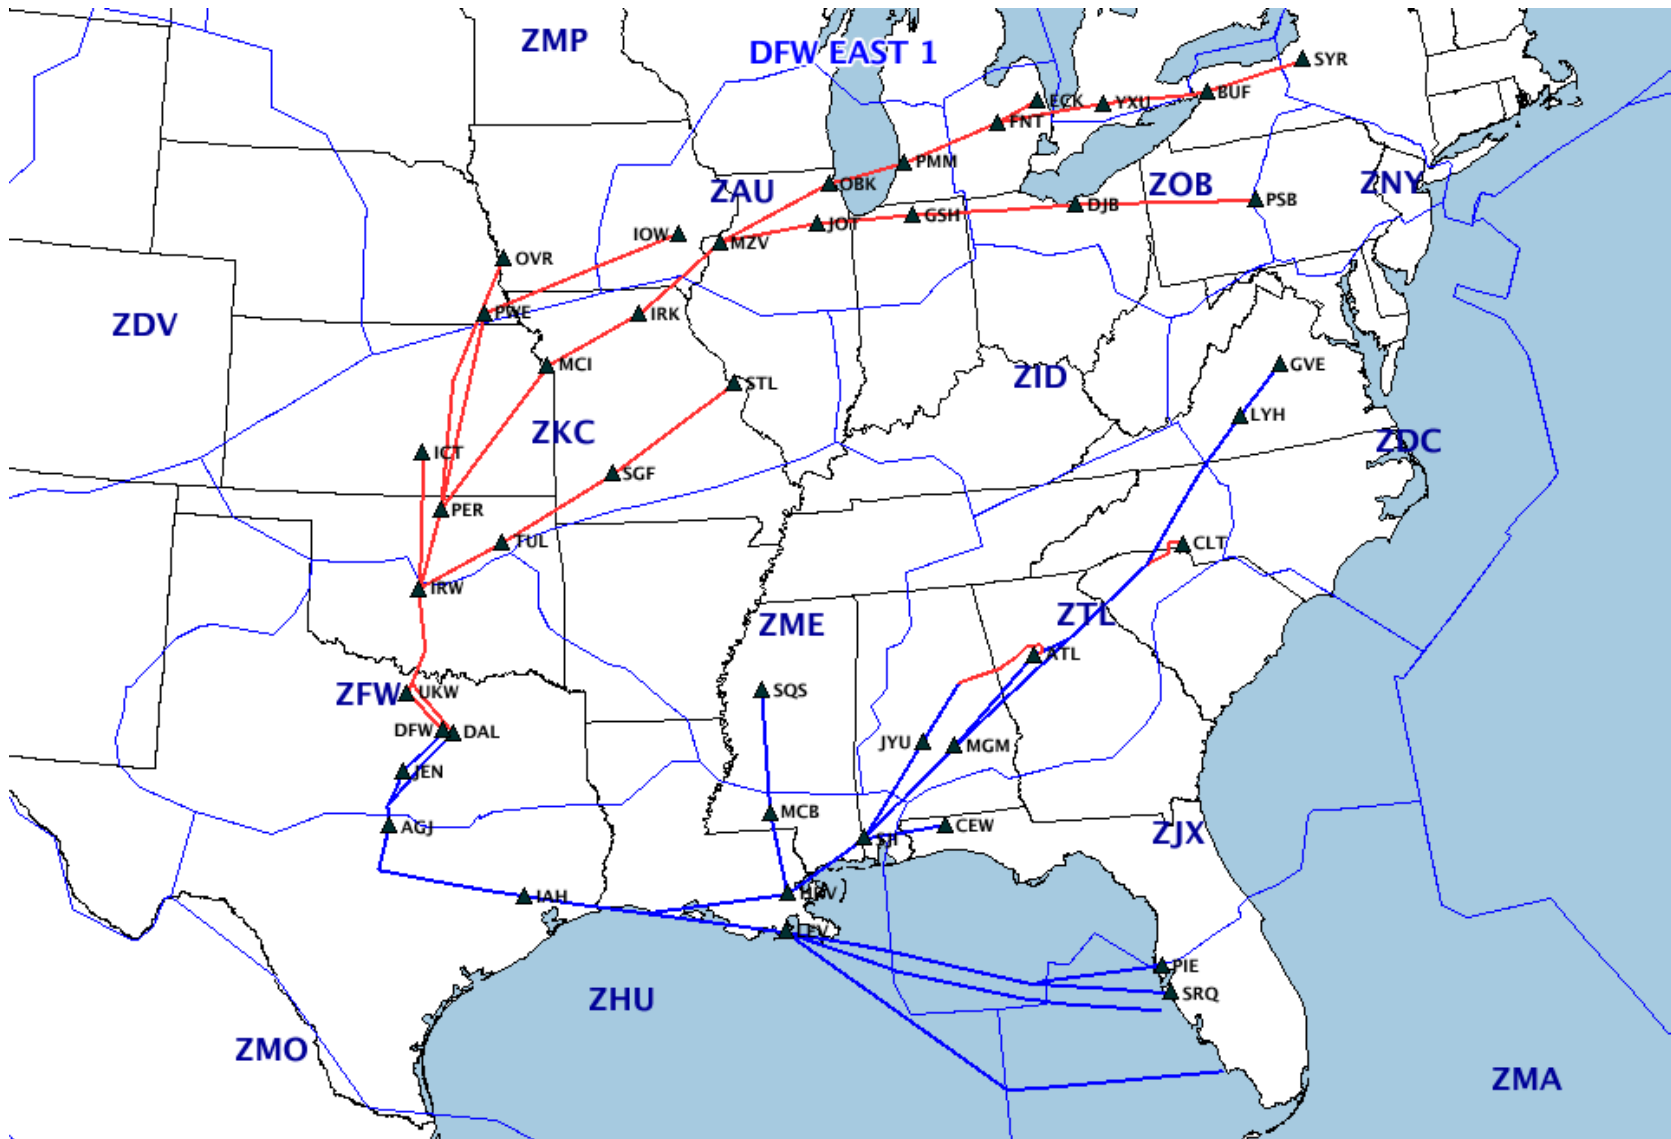 ZMP
DFW EAST 1
SYR
ECK
YXU
BUF
FNT
PMM
ZAU
OBK
ZOB
ZNY
PSB
DJB
IOW
MZV
JOT
GSH
OVR
ZDV
PWE
IRK
MCI
STL
ZID
GVE
LYH
ZKC
ZDC
ICT
SGF
PER
TUL
CLT
IRW
ZME
ZTL
ATL
ZFW
UKW
SQS
DFW
DAL
JYU
MGM
JEN
MCB
AGJ
CEW
ZJX
SJI
IAH
HRV
LEV
PIE
SRQ
ZHU
ZMO
ZMA